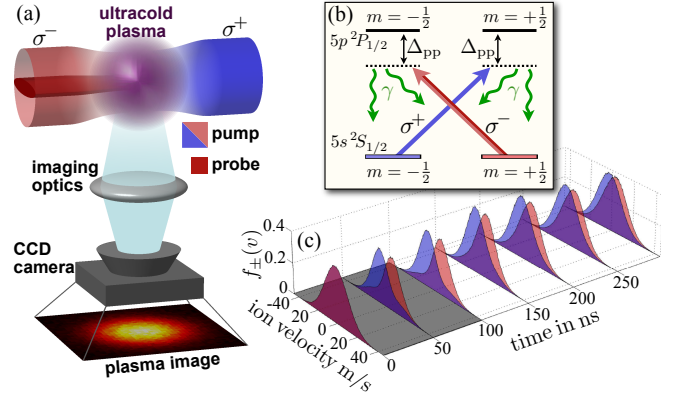 (a)
ultracold
plasma
σ⁻
σ⁺
pump
probe
imaging
optics
CCD
camera
plasma image
(b)
m = −1/2
m = +1/2
5p ²P₁/₂
Δpp
Δpp
γ
γ
σ⁺
σ⁻
5s ²S₁/₂
m = −1/2
m = +1/2
(c)
f±(v)
0.4
0.2
0
-40
20
0
20
40
ion velocity m/s
0
50
100
150
200
250
time in ns